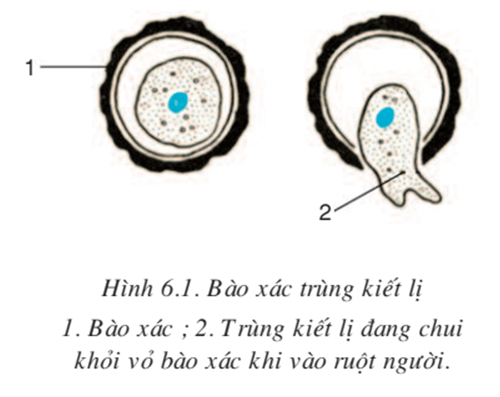 1
2
Hình 6.1. Bào xác trùng kiết lị
1. Bào xác ; 2. Trùng kiết lị đang chui
khỏi vỏ bào xác khi vào ruột người.